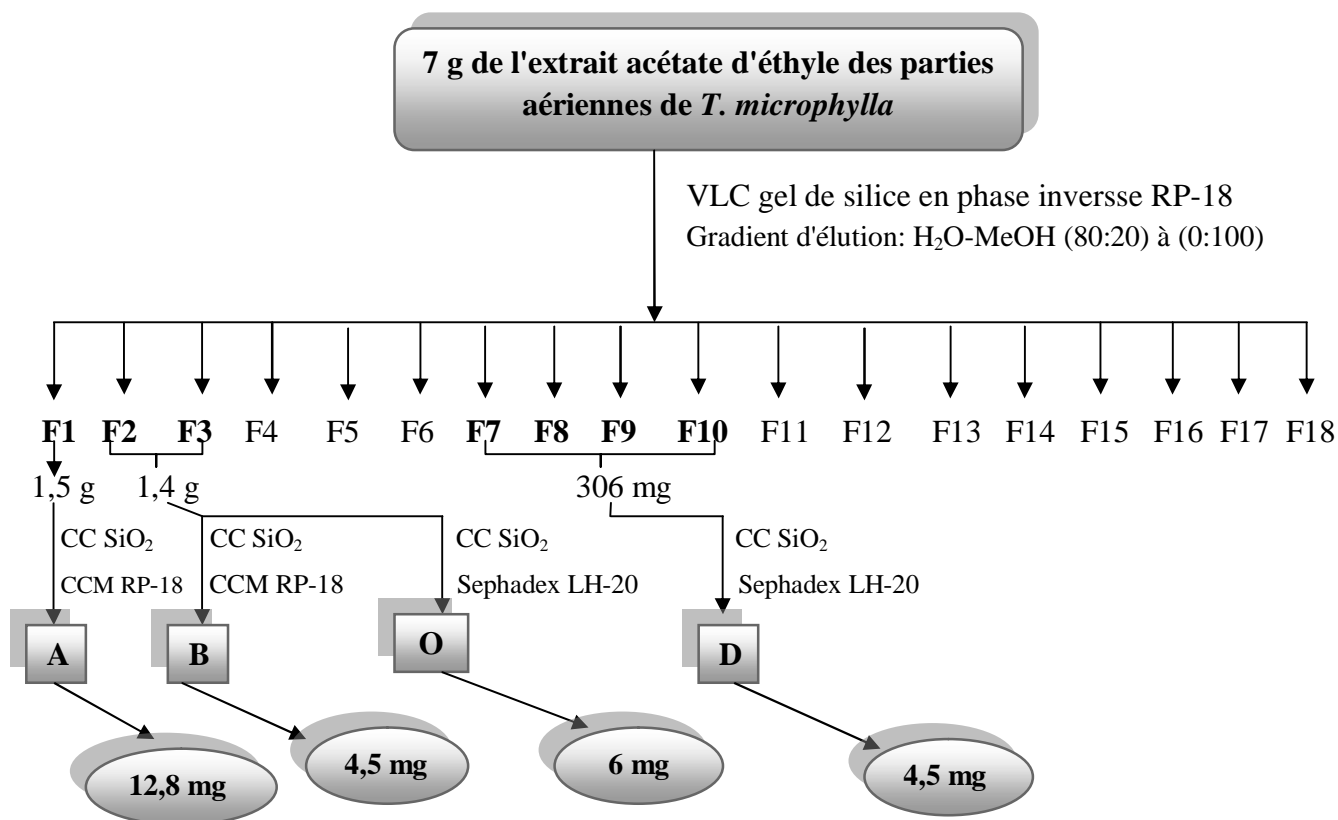 7 g de l'extrait acétate d'éthyle des parties
aériennes de T. microphylla
VLC gel de silice en phase inversse RP-18
Gradient d'élution: H₂O-MeOH (80:20) à (0:100)
F1 F2 F3 F4 F5 F6 F7 F8 F9 F10 F11 F12 F13 F14 F15 F16 F17 F18
1,5 g 1,4 g 306 mg
CC SiO₂ CC SiO₂ CC SiO₂ CC SiO₂
CCM RP-18 CCM RP-18 Sephadex LH-20 Sephadex LH-20
A B O D
12,8 mg 4,5 mg 6 mg 4,5 mg